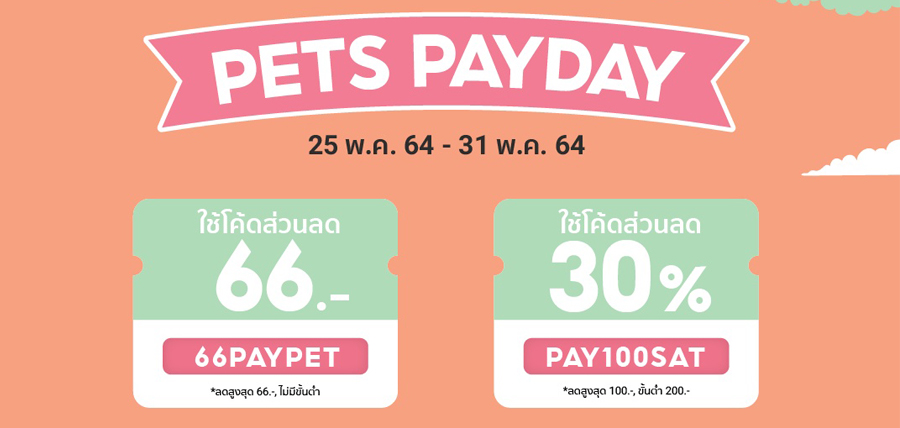 PETS PAYDAY
25 พ.ค. 64 - 31 พ.ค. 64
ใช้โค้ดส่วนลด
66.-
66PAYPET
*ลดสูงสุด 66.-, ไม่มีขั้นต่ำ
ใช้โค้ดส่วนลด
30%
PAY100SAT
*ลดสูงสุด 100.-, ขั้นต่ำ 200.-